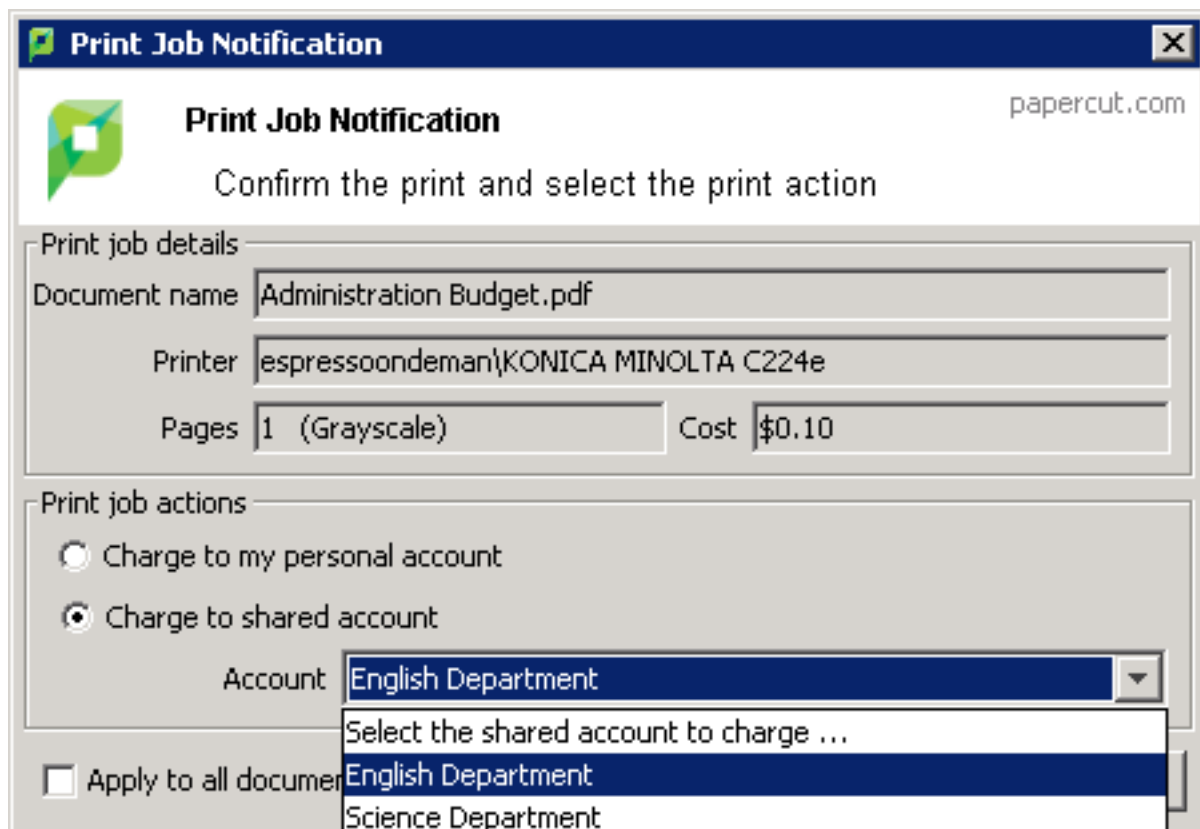 Print Job Notification
papercut.com
Print Job Notification
Confirm the print and select the print action
Print job details
Document name Administration Budget.pdf
Printer espressoondeman\KONICA MINOLTA C224e
Pages 1 (Grayscale) Cost $0.10
Print job actions
Charge to my personal account
Charge to shared account
Account English Department
Select the shared account to charge ...
Apply to all
English Department
Science Department